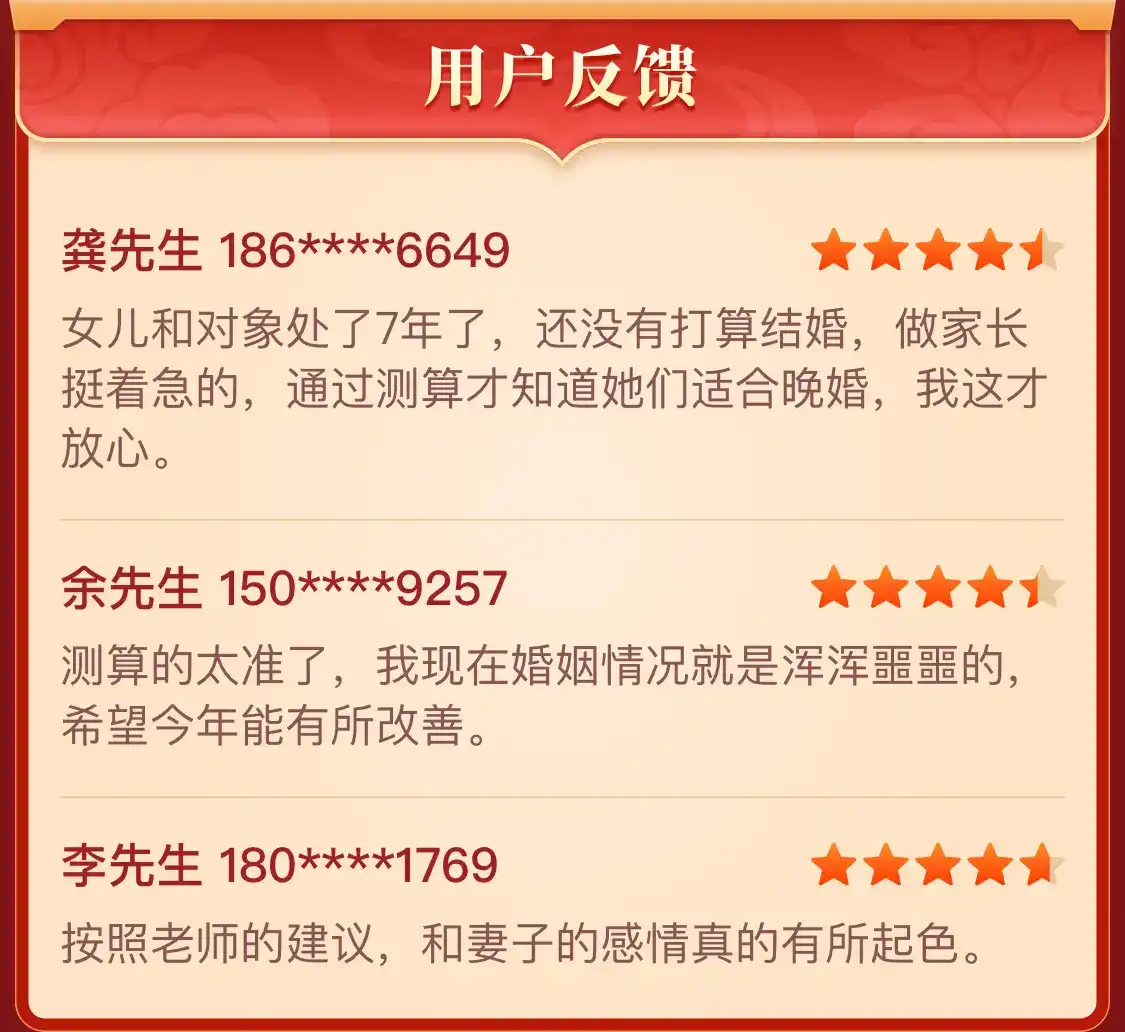 用户反馈
龚先生 186****6649
女儿和对象处了7年了，还没有打算结婚，做家长
挺着急的，通过测算才知道她们适合晚婚，我这才
放心。
余先生 150****9257
测算的太准了，我现在婚姻情况就是浑浑噩噩的，
希望今年能有所改善。
李先生 180****1769
按照老师的建议，和妻子的感情真的有所起色。